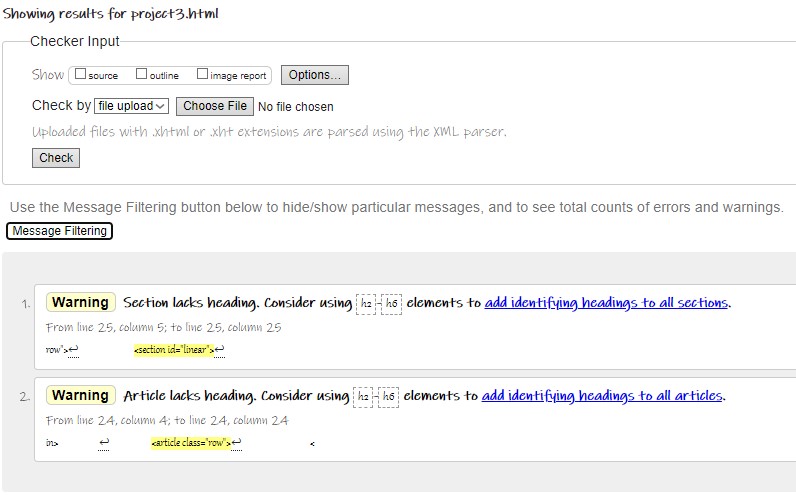 Showing results for project3.html
Checker Input
Show source outline image report Options...
Check by file upload Choose File No file chosen
Uploaded files with .xhtml or .xht extensions are parsed using the XML parser.
Check
Use the Message Filtering button below to hide/show particular messages, and to see total counts of errors and warnings.
Message Filtering
1. Warning Section lacks heading. Consider using h2-h6 elements to add identifying headings to all sections.
From line 25, column 5; to line 25, column 25
row">↩ <section id="linear">↩
2. Warning Article lacks heading. Consider using h2-h6 elements to add identifying headings to all articles.
From line 24, column 4; to line 24, column 24
in> ↩ <article class="row">↩ <